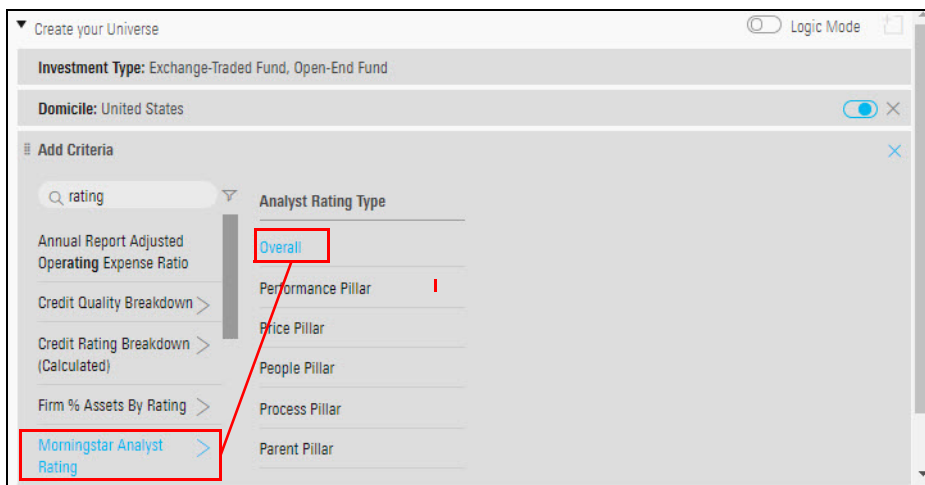 Create your Universe
Logic Mode
Investment Type: Exchange-Traded Fund, Open-End Fund
Domicile: United States
Add Criteria
rating
Annual Report Adjusted
Operating Expense Ratio
Credit Quality Breakdown
Credit Rating Breakdown
(Calculated)
Firm % Assets By Rating
Morningstar Analyst
Rating
Analyst Rating Type
Overall
Performance Pillar
Price Pillar
People Pillar
Process Pillar
Parent Pillar